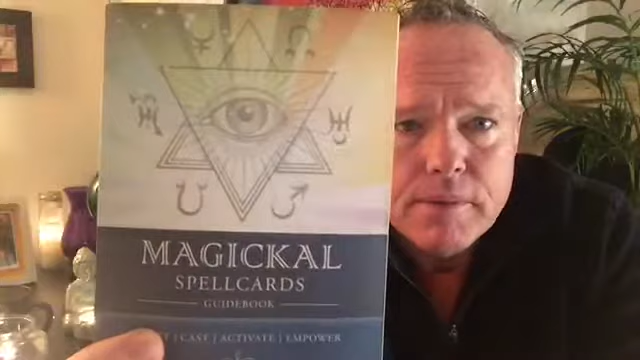 MAGICKAL
SPELLCARDS
GUIDEBOOK
| CAST | ACTIVATE | EMPOWER